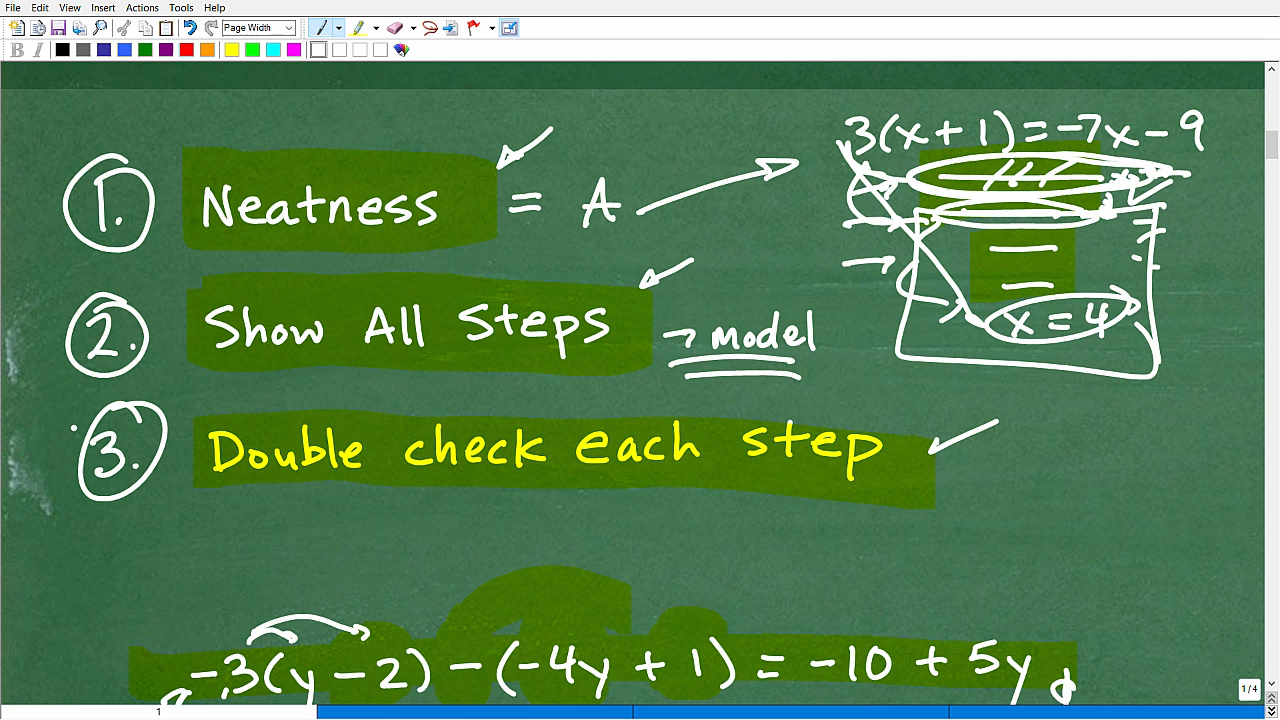 File Edit View Insert Actions Tools Help
Page Width
B I
3(x + 1) = -7x - 9
1. Neatness = A
2. Show All Steps → model
x = 4
3. Double check each step
-3(y - 2) - (-4y + 1) = -10 + 5y
1/4
1